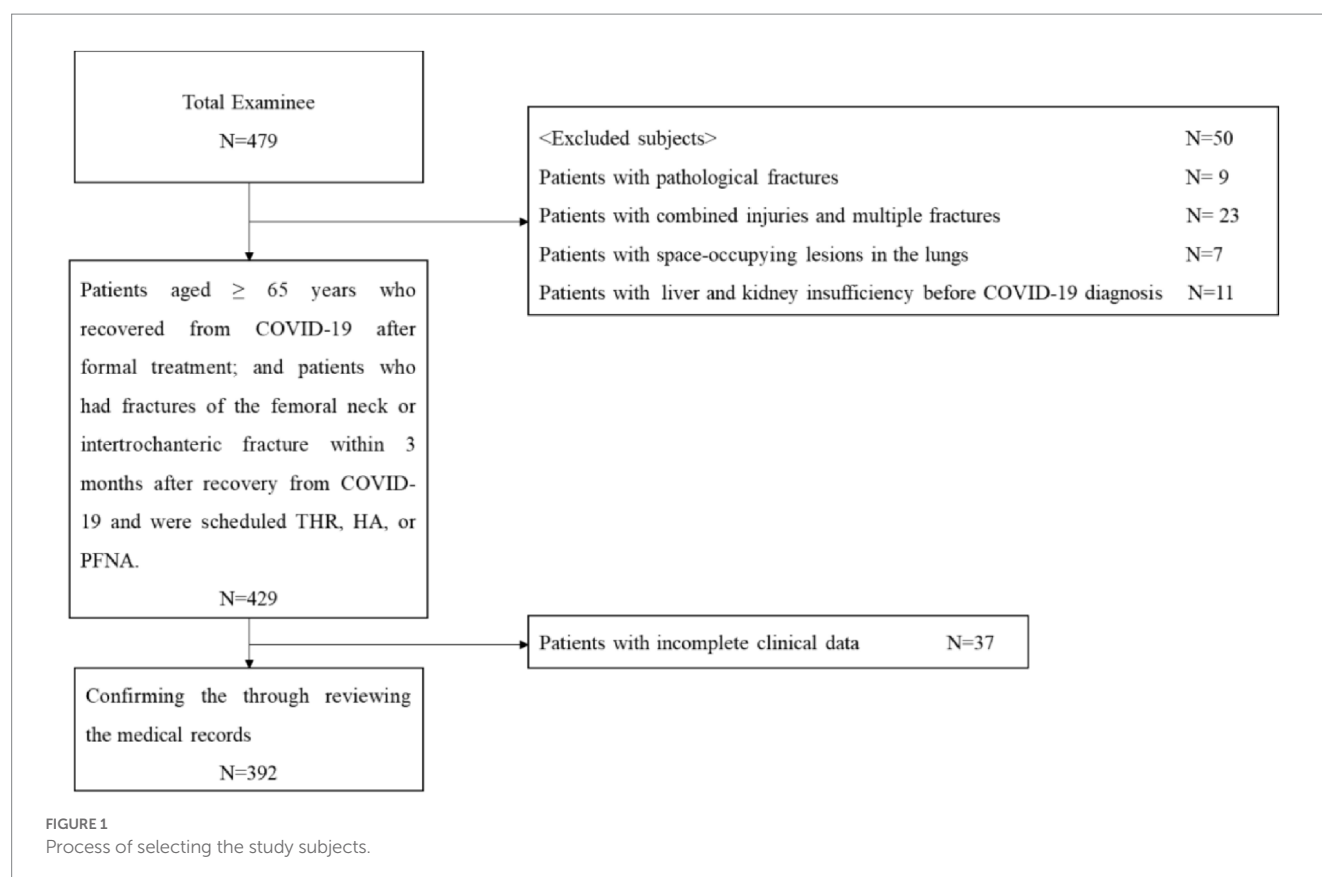 Total Examinee
N=479
<Excluded subjects> N=50
Patients with pathological fractures N= 9
Patients with combined injuries and multiple fractures N= 23
Patients with space-occupying lesions in the lungs N=7
Patients with liver and kidney insufficiency before COVID-19 diagnosis N=11
Patients aged ≥ 65 years who
recovered from COVID-19 after
formal treatment; and patients who
had fractures of the femoral neck or
intertrochanteric fracture within 3
months after recovery from COVID-
19 and were scheduled THR, HA, or
PFNA.
N=429
Patients with incomplete clinical data N=37
Confirming the through reviewing
the medical records
N=392
FIGURE 1
Process of selecting the study subjects.